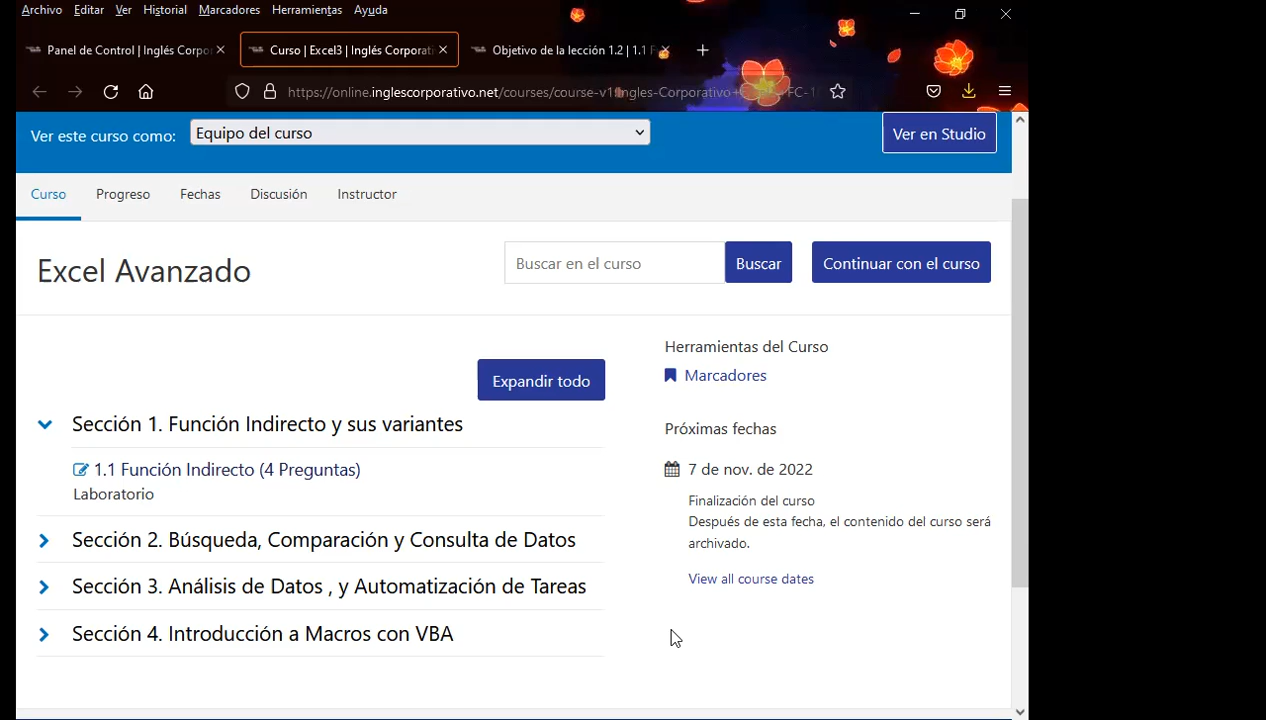 Archivo Editar Ver Historial Marcadores Herramientas Ayuda
Panel de Control | Inglés Corpor
Curso | Excel3 | Inglés Corporati
Objetivo de la lección 1.2 | 1.1 F
https://online.inglescorporativo.net/courses/course-v1:Ingles-Corporativo+
Ver este curso como:
Equipo del curso
Ver en Studio
Curso Progreso Fechas Discusión Instructor
Excel Avanzado
Buscar en el curso
Buscar
Continuar con el curso
Expandir todo
Sección 1. Función Indirecto y sus variantes
1.1 Función Indirecto (4 Preguntas)
Laboratorio
Sección 2. Búsqueda, Comparación y Consulta de Datos
Sección 3. Análisis de Datos , y Automatización de Tareas
Sección 4. Introducción a Macros con VBA
Herramientas del Curso
Marcadores
Próximas fechas
7 de nov. de 2022
Finalización del curso
Después de esta fecha, el contenido del curso será
archivado.
View all course dates